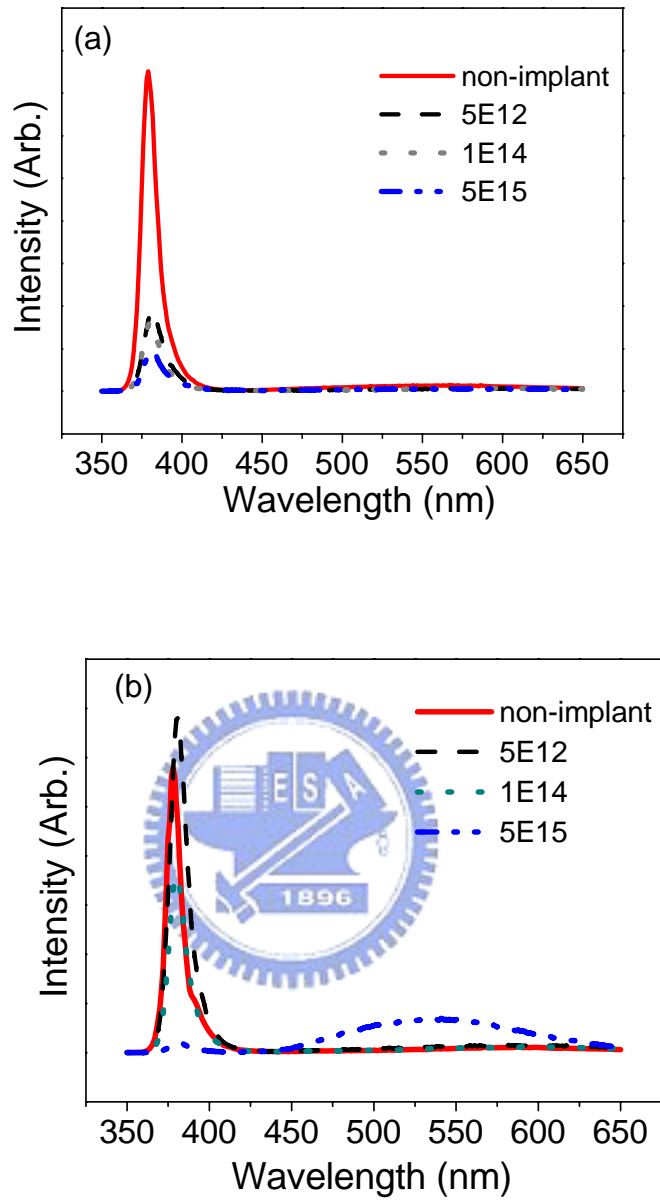 (a)
non-implant
5E12
1E14
5E15
Intensity (Arb.)
350 400 450 500 550 600 650
Wavelength (nm)
(b)
non-implant
5E12
1E14
5E15
E S A
1896
Intensity (Arb.)
350 400 450 500 550 600 650
Wavelength (nm)